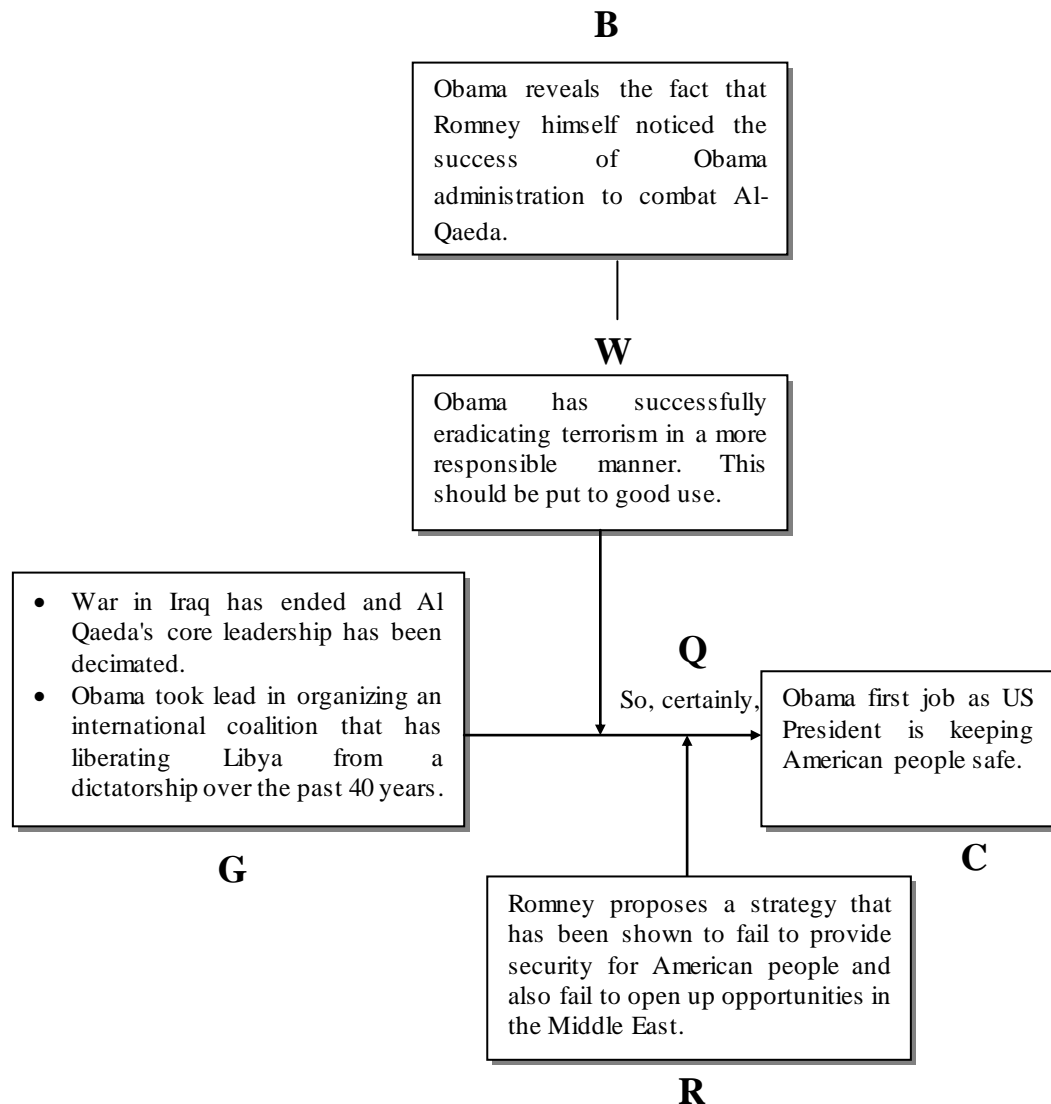 B
Obama reveals the fact that
Romney himself noticed the
success of Obama
administration to combat Al-
Qaeda.
W
Obama has successfully
eradicating terrorism in a more
responsible manner. This
should be put to good use.
• War in Iraq has ended and Al
Qaeda's core leadership has been
decimated.
• Obama took lead in organizing an
international coalition that has
liberating Libya from a
dictatorship over the past 40 years.
G
Q
So, certainly,
Obama first job as US
President is keeping
American people safe.
C
Romney proposes a strategy that
has been shown to fail to provide
security for American people and
also fail to open up opportunities in
the Middle East.
R